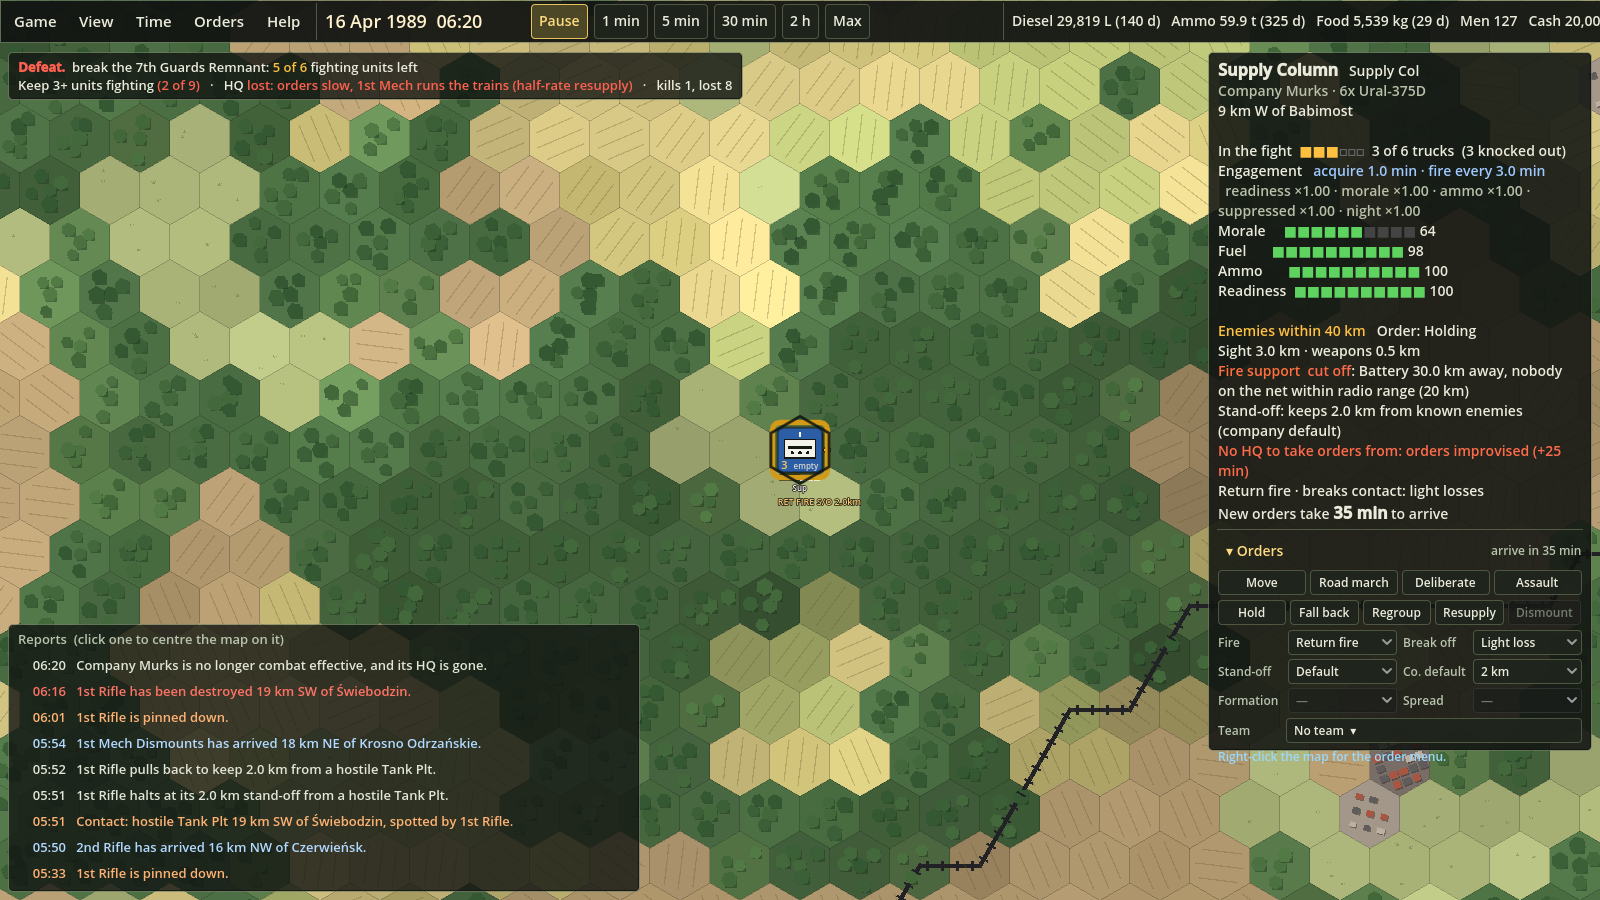 Game View Time Orders Help 16 Apr 1989 06:20 Pause 1 min 5 min 30 min 2 h Max Diesel 29,819 L (140 d) Ammo 59.9 t (325 d) Food 5,539 kg (29 d) Men 127 Cash 20,00
Defeat. break the 7th Guards Remnant: 5 of 6 fighting units left
Keep 3+ units fighting (2 of 9) · HQ lost: orders slow, 1st Mech runs the trains (half-rate resupply) · kills 1, lost 8
Supply Column Supply Col
Company Murks · 6x Ural-375D
9 km W of Babimost
In the fight 3 of 6 trucks (3 knocked out)
Engagement acquire 1.0 min · fire every 3.0 min
readiness ×1.00 · morale ×1.00 · ammo ×1.00 ·
suppressed ×1.00 · night ×1.00
Morale 64
Fuel 98
Ammo 100
Readiness 100
Enemies within 40 km Order: Holding
Sight 3.0 km · weapons 0.5 km
Fire support cut off: Battery 30.0 km away, nobody
on the net within radio range (20 km)
Stand-off: keeps 2.0 km from known enemies
(company default)
No HQ to take orders from: orders improvised (+25
min)
Return fire · breaks contact: light losses
New orders take 35 min to arrive
▾ Orders arrive in 35 min
Move Road march Deliberate Assault
Hold Fall back Regroup Resupply Dismount
Fire Return fire Break off Light loss
Stand-off Default Co. default 2 km
Formation — Spread —
Team No team ▾
Right-click the map for the order menu.
3 empty
Sup
RET FIRE S/O 2.0km
Reports (click one to centre the map on it)
06:20 Company Murks is no longer combat effective, and its HQ is gone.
06:16 1st Rifle has been destroyed 19 km SW of Świebodzin.
06:01 1st Rifle is pinned down.
05:54 1st Mech Dismounts has arrived 18 km NE of Krosno Odrzańskie.
05:52 1st Rifle pulls back to keep 2.0 km from a hostile Tank Plt.
05:51 1st Rifle halts at its 2.0 km stand-off from a hostile Tank Plt.
05:51 Contact: hostile Tank Plt 19 km SW of Świebodzin, spotted by 1st Rifle.
05:50 2nd Rifle has arrived 16 km NW of Czerwieńsk.
05:33 1st Rifle is pinned down.